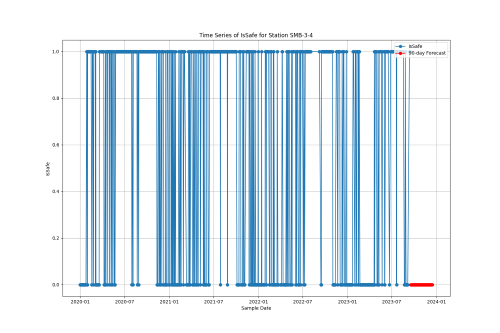 Time Series of IsSafe for Station SMB-3-4
IsSafe
90-day Forecast
1.0
0.8
0.6
0.4
0.2
0.0
IsSafe
2020-01 2020-07 2021-01 2021-07 2022-01 2022-07 2023-01 2023-07 2024-01
Sample Date